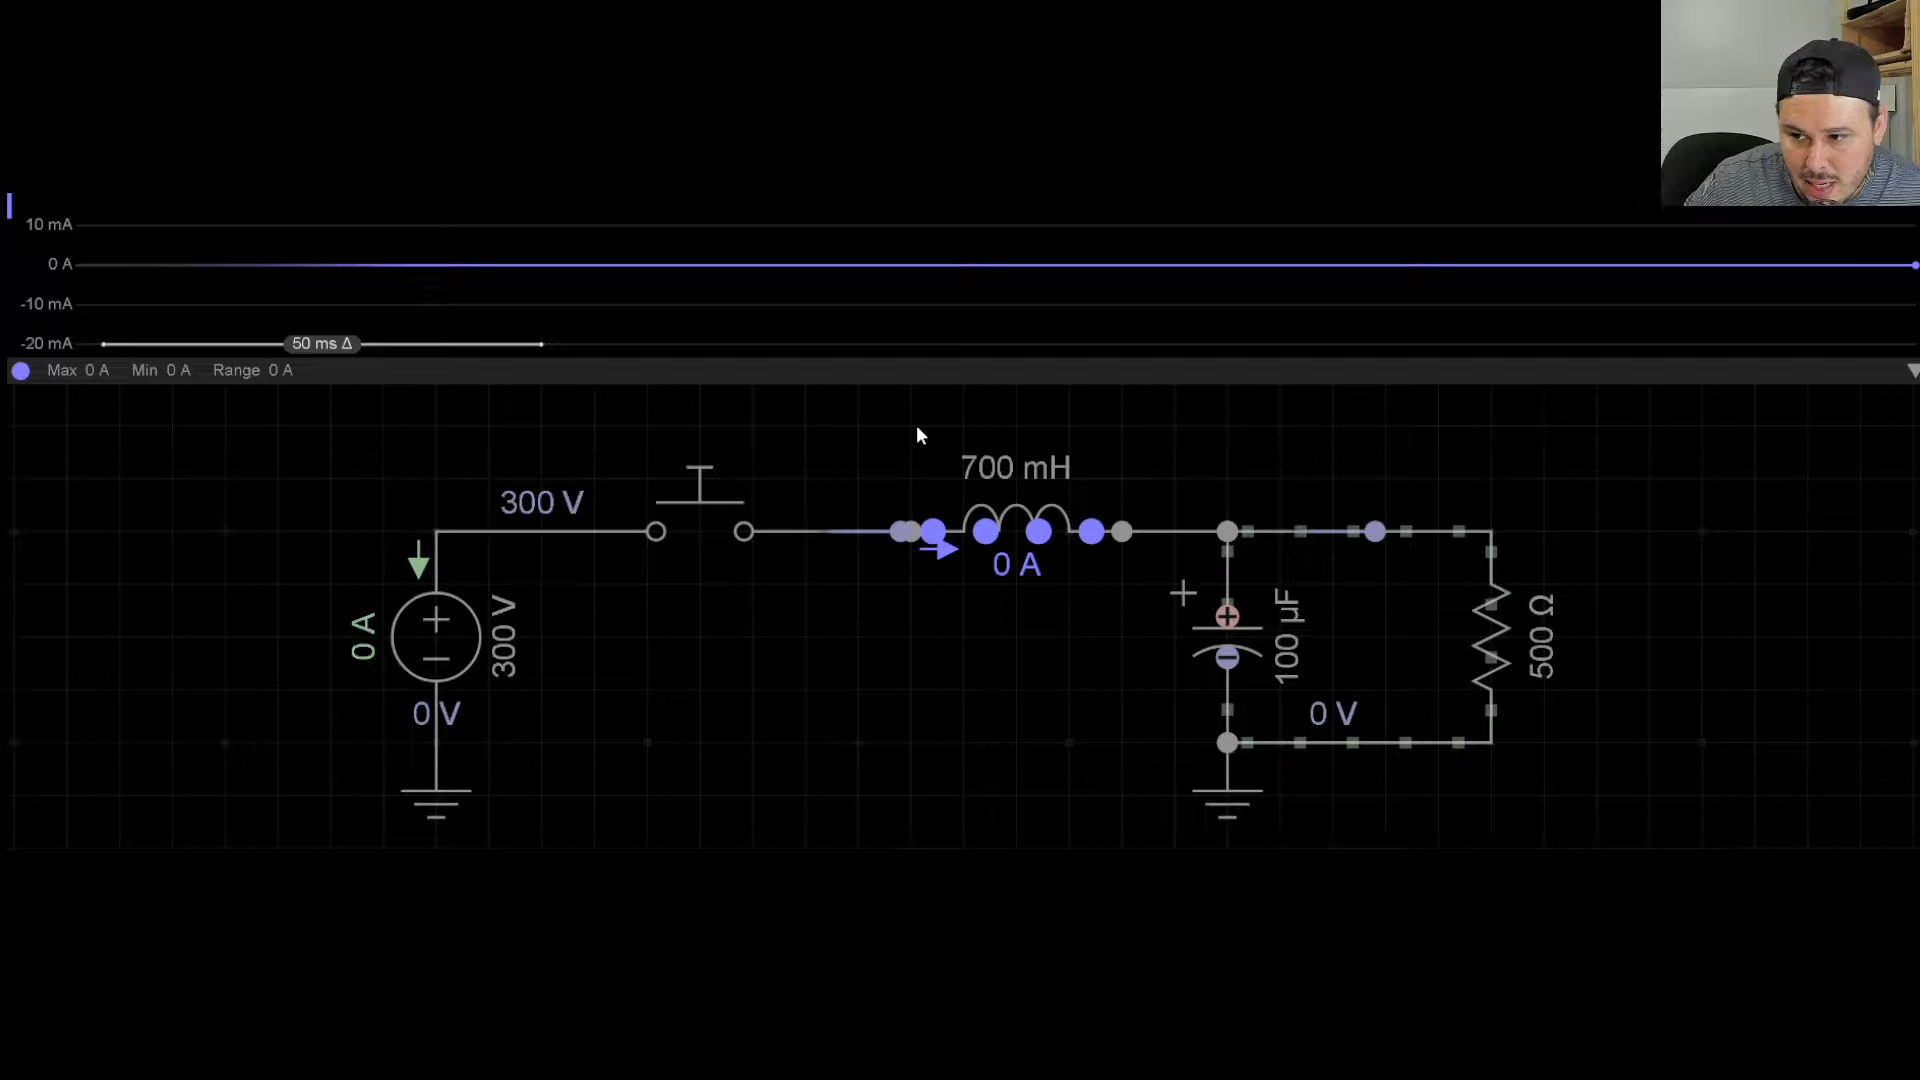 10 mA
0 A
-10 mA
-20 mA
50 ms Δ
Max 0 A Min 0 A Range 0 A
700 mH
300 V
0 A
0 A
300 V
100 µF
500 Ω
0 V
0 V